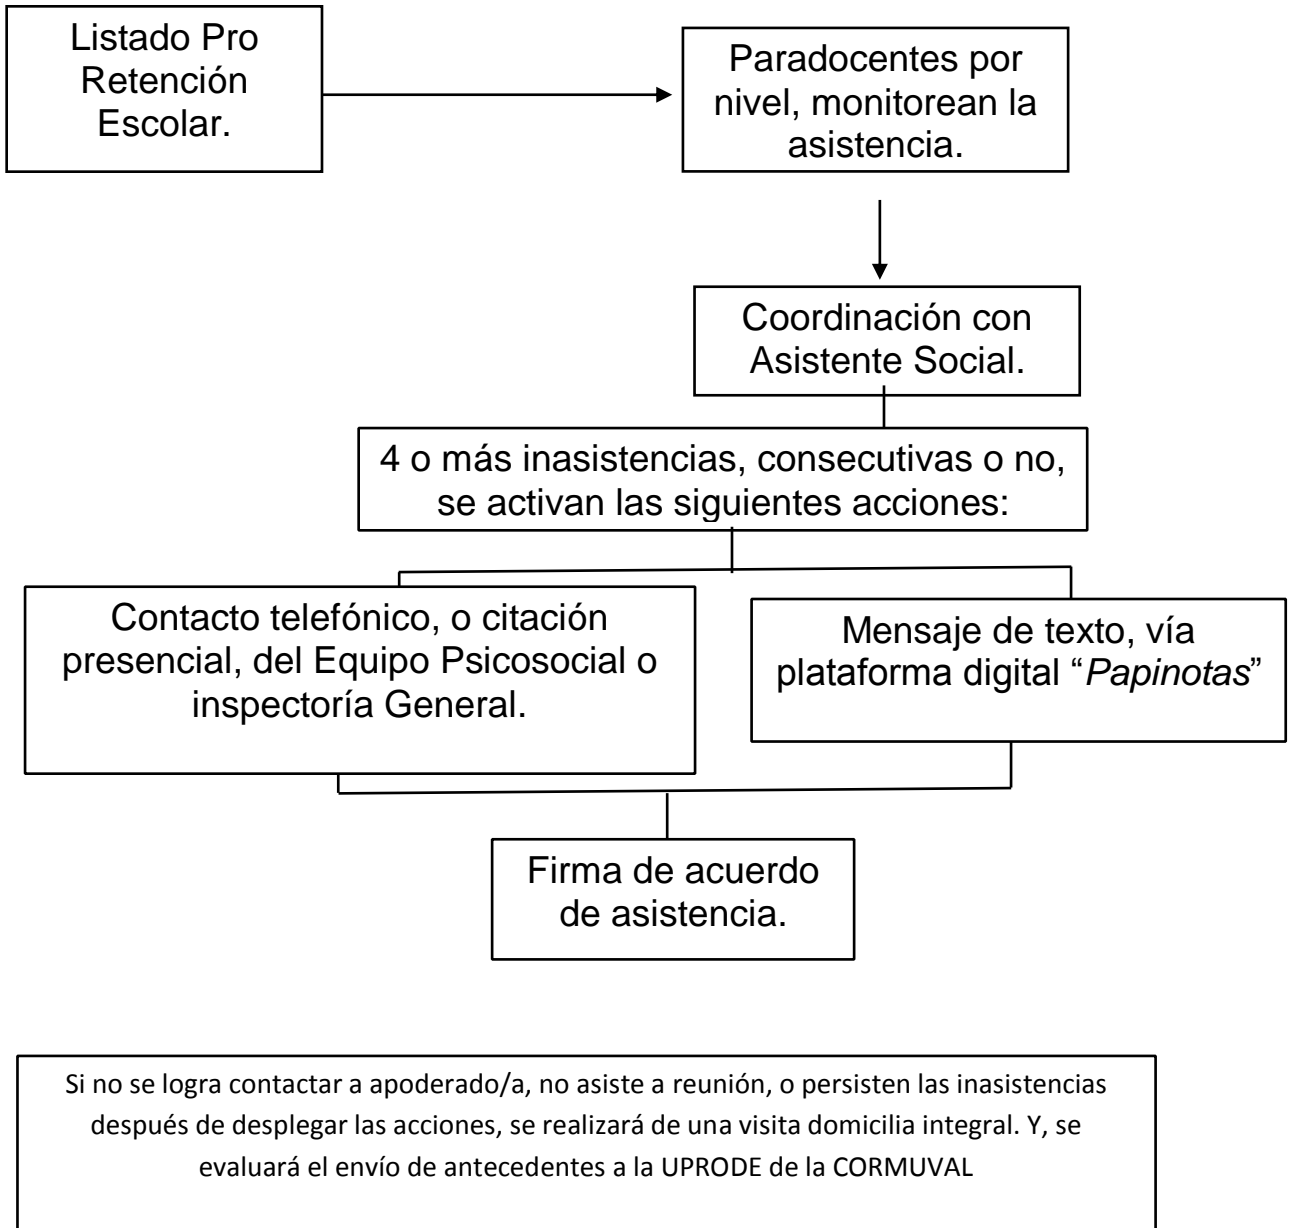 Listado Pro
Retención
Escolar.
Paradocentes por
nivel, monitorean la
asistencia.
Coordinación con
Asistente Social.
4 o más inasistencias, consecutivas o no,
se activan las siguientes acciones:
Contacto telefónico, o citación
presencial, del Equipo Psicosocial o
inspectoría General.
Mensaje de texto, vía
plataforma digital “Papinotas”
Firma de acuerdo
de asistencia.
Si no se logra contactar a apoderado/a, no asiste a reunión, o persisten las inasistencias
después de desplegar las acciones, se realizará de una visita domicilia integral. Y, se
evaluará el envío de antecedentes a la UPRODE de la CORMUVAL